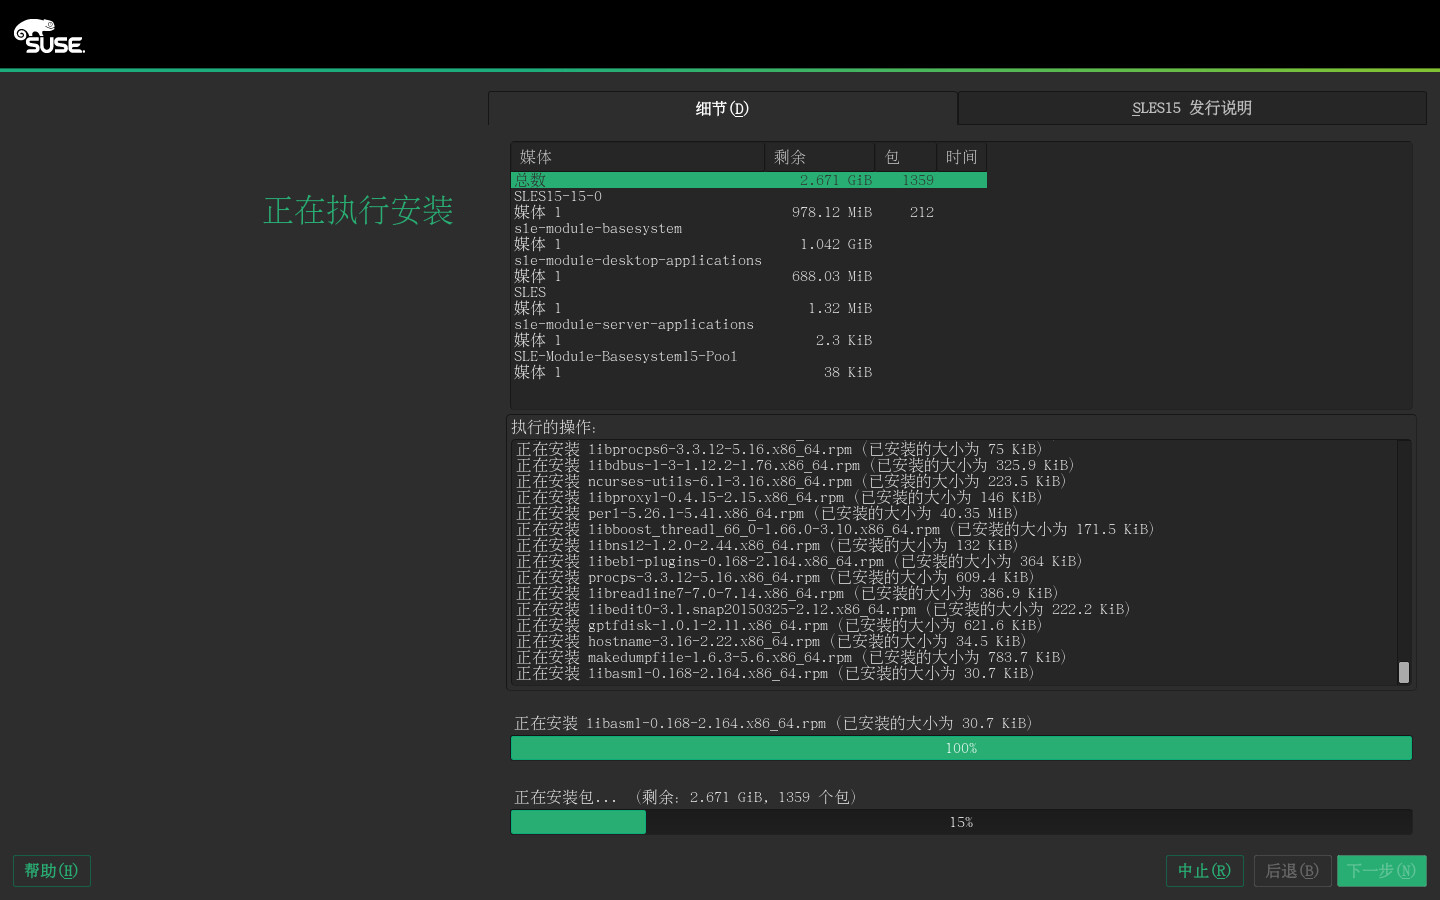 SUSE
细节(D)
SLES15 发行说明
正在执行安装
媒体 剩余 包 时间
总数 2.671 GiB 1359
SLES15-15-0
媒体 1 978.12 MiB 212
sle-module-basesystem
媒体 1 1.042 GiB
sle-module-desktop-applications
媒体 1 688.03 MiB
SLES
媒体 1 1.32 MiB
sle-module-server-applications
媒体 1 2.3 KiB
SLE-Module-Basesystem15-Pool
媒体 1 38 KiB
执行的操作:
正在安装 libprocps6-3.3.12-5.16.x86_64.rpm (已安装的大小为 75 KiB)
正在安装 libdbus-1-3-1.12.2-1.76.x86_64.rpm (已安装的大小为 325.9 KiB)
正在安装 ncurses-utils-6.1-3.16.x86_64.rpm (已安装的大小为 223.5 KiB)
正在安装 libproxy1-0.4.15-2.15.x86_64.rpm (已安装的大小为 146 KiB)
正在安装 perl-5.26.1-5.41.x86_64.rpm (已安装的大小为 40.35 MiB)
正在安装 libboost_thread1_66_0-1.66.0-3.10.x86_64.rpm (已安装的大小为 171.5 KiB)
正在安装 libnsl2-1.2.0-2.44.x86_64.rpm (已安装的大小为 132 KiB)
正在安装 libebl-plugins-0.168-2.164.x86_64.rpm (已安装的大小为 364 KiB)
正在安装 procps-3.3.12-5.16.x86_64.rpm (已安装的大小为 609.4 KiB)
正在安装 libreadline7-7.0-7.14.x86_64.rpm (已安装的大小为 386.9 KiB)
正在安装 libedit0-3.1.snap20150325-2.12.x86_64.rpm (已安装的大小为 222.2 KiB)
正在安装 gptfdisk-1.0.1-2.11.x86_64.rpm (已安装的大小为 621.6 KiB)
正在安装 hostname-3.16-2.22.x86_64.rpm (已安装的大小为 34.5 KiB)
正在安装 makedumpfile-1.6.3-5.6.x86_64.rpm (已安装的大小为 783.7 KiB)
正在安装 libasm1-0.168-2.164.x86_64.rpm (已安装的大小为 30.7 KiB)
正在安装 libasm1-0.168-2.164.x86_64.rpm (已安装的大小为 30.7 KiB)
100%
正在安装包... (剩余: 2.671 GiB, 1359 个包)
15%
帮助(H) 中止(R) 后退(B) 下一步(N)